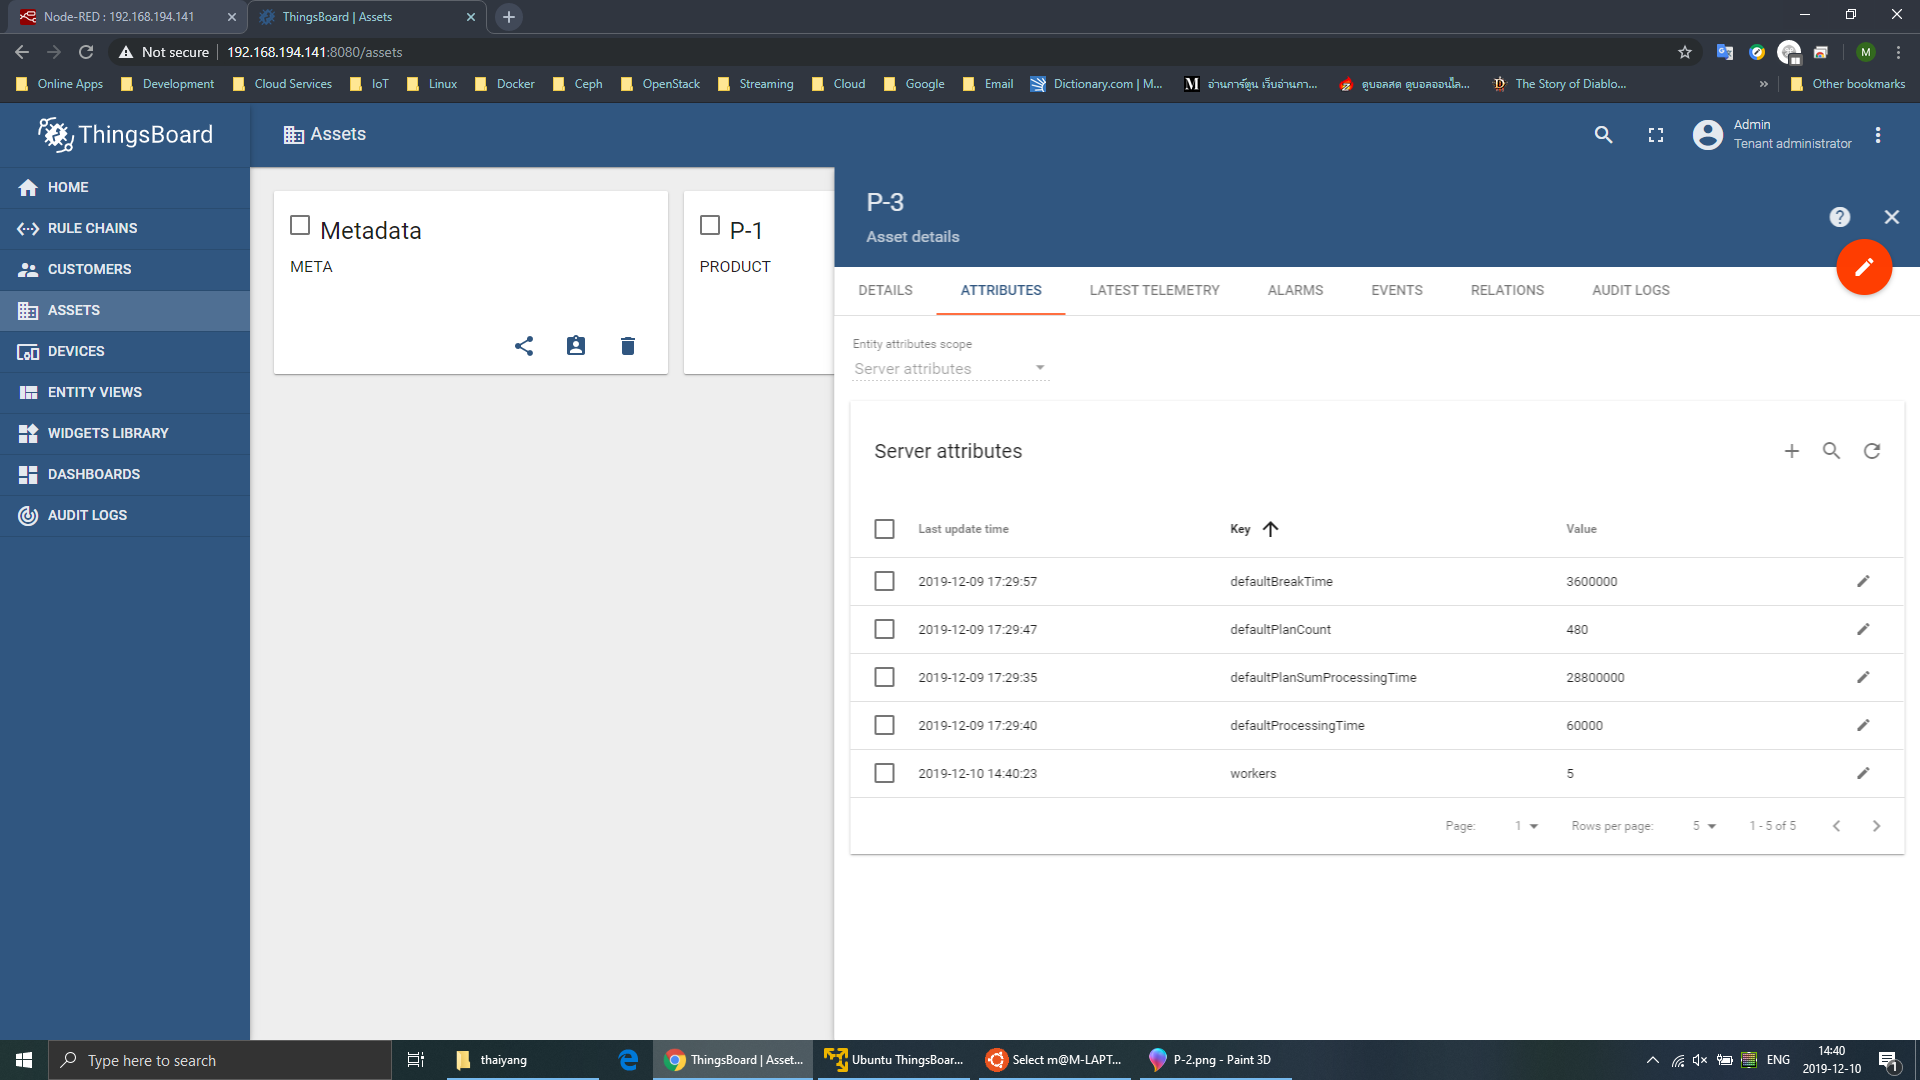 Node-RED : 192.168.194.141
ThingsBoard | Assets
Not secure
192.168.194.141:8080/assets
M
Online Apps
Development
Cloud Services
IoT
Linux
Docker
Ceph
OpenStack
Streaming
Cloud
Google
Email
Dictionary.com | M...
M
อ่านการ์ตูน เว็บอ่านกา...
ดูบอลสด ดูบอลออนไล...
The Story of Diablo...
»
Other bookmarks
ThingsBoard
Assets
Admin
Tenant administrator
HOME
RULE CHAINS
CUSTOMERS
ASSETS
DEVICES
ENTITY VIEWS
WIDGETS LIBRARY
DASHBOARDS
AUDIT LOGS
Metadata
META
P-1
PRODUCT
P-3
Asset details
DETAILS
ATTRIBUTES
LATEST TELEMETRY
ALARMS
EVENTS
RELATIONS
AUDIT LOGS
Entity attributes scope
Server attributes
Server attributes
Last update time Key Value
2019-12-09 17:29:57 defaultBreakTime 3600000
2019-12-09 17:29:47 defaultPlanCount 480
2019-12-09 17:29:35 defaultPlanSumProcessingTime 28800000
2019-12-09 17:29:40 defaultProcessingTime 60000
2019-12-10 14:40:23 workers 5
Page: 1 Rows per page: 5 1 - 5 of 5
Type here to search
thaiyang
ThingsBoard | Asset...
Ubuntu ThingsBoar...
Select m@M-LAPT...
P-2.png - Paint 3D
ENG
14:40
2019-12-10
1